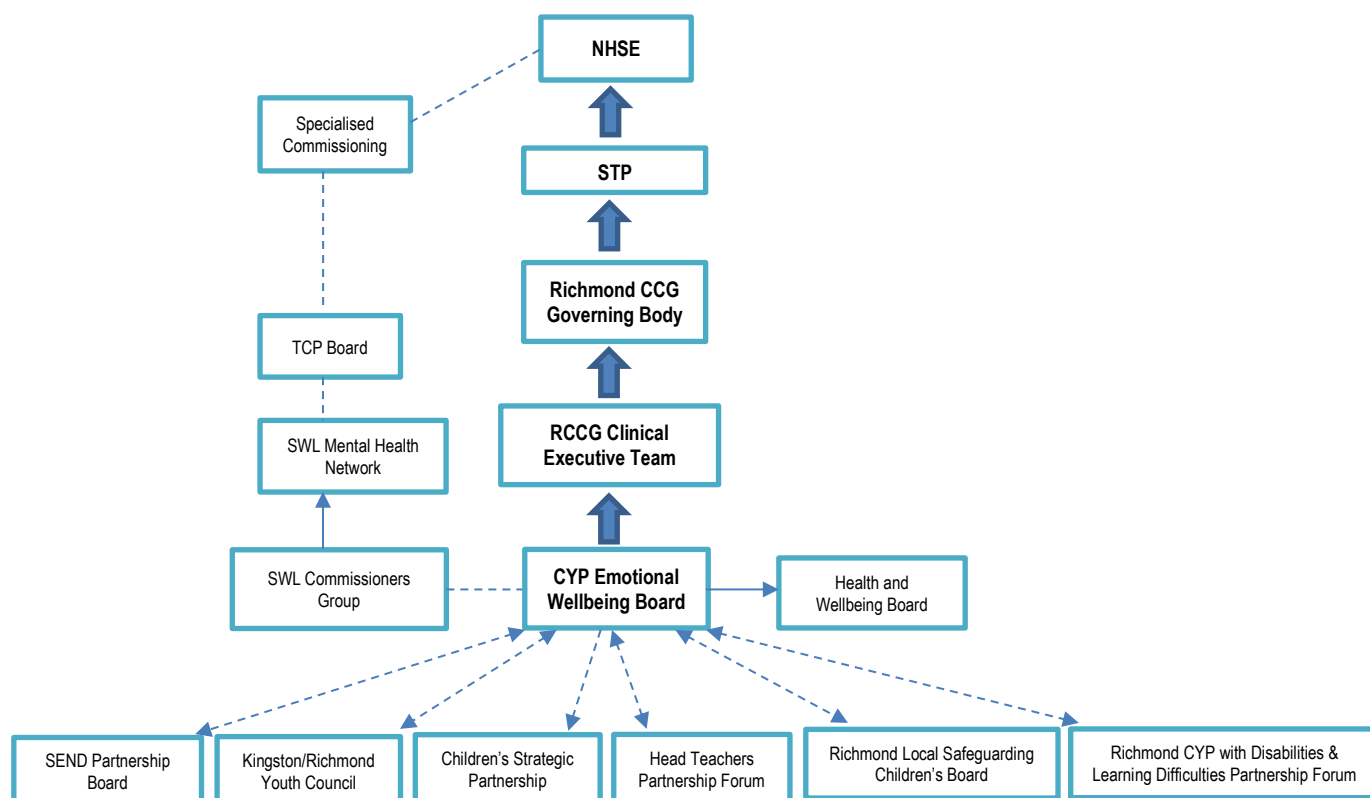 NHSE
Specialised
Commissioning
STP
Richmond CCG
Governing Body
TCP Board
RCCG Clinical
Executive Team
SWL Mental Health
Network
SWL Commissioners
Group
CYP Emotional
Wellbeing Board
Health and
Wellbeing Board
SEND Partnership
Board
Kingston/Richmond
Youth Council
Children’s Strategic
Partnership
Head Teachers
Partnership Forum
Richmond Local Safeguarding
Children’s Board
Richmond CYP with Disabilities &
Learning Difficulties Partnership Forum